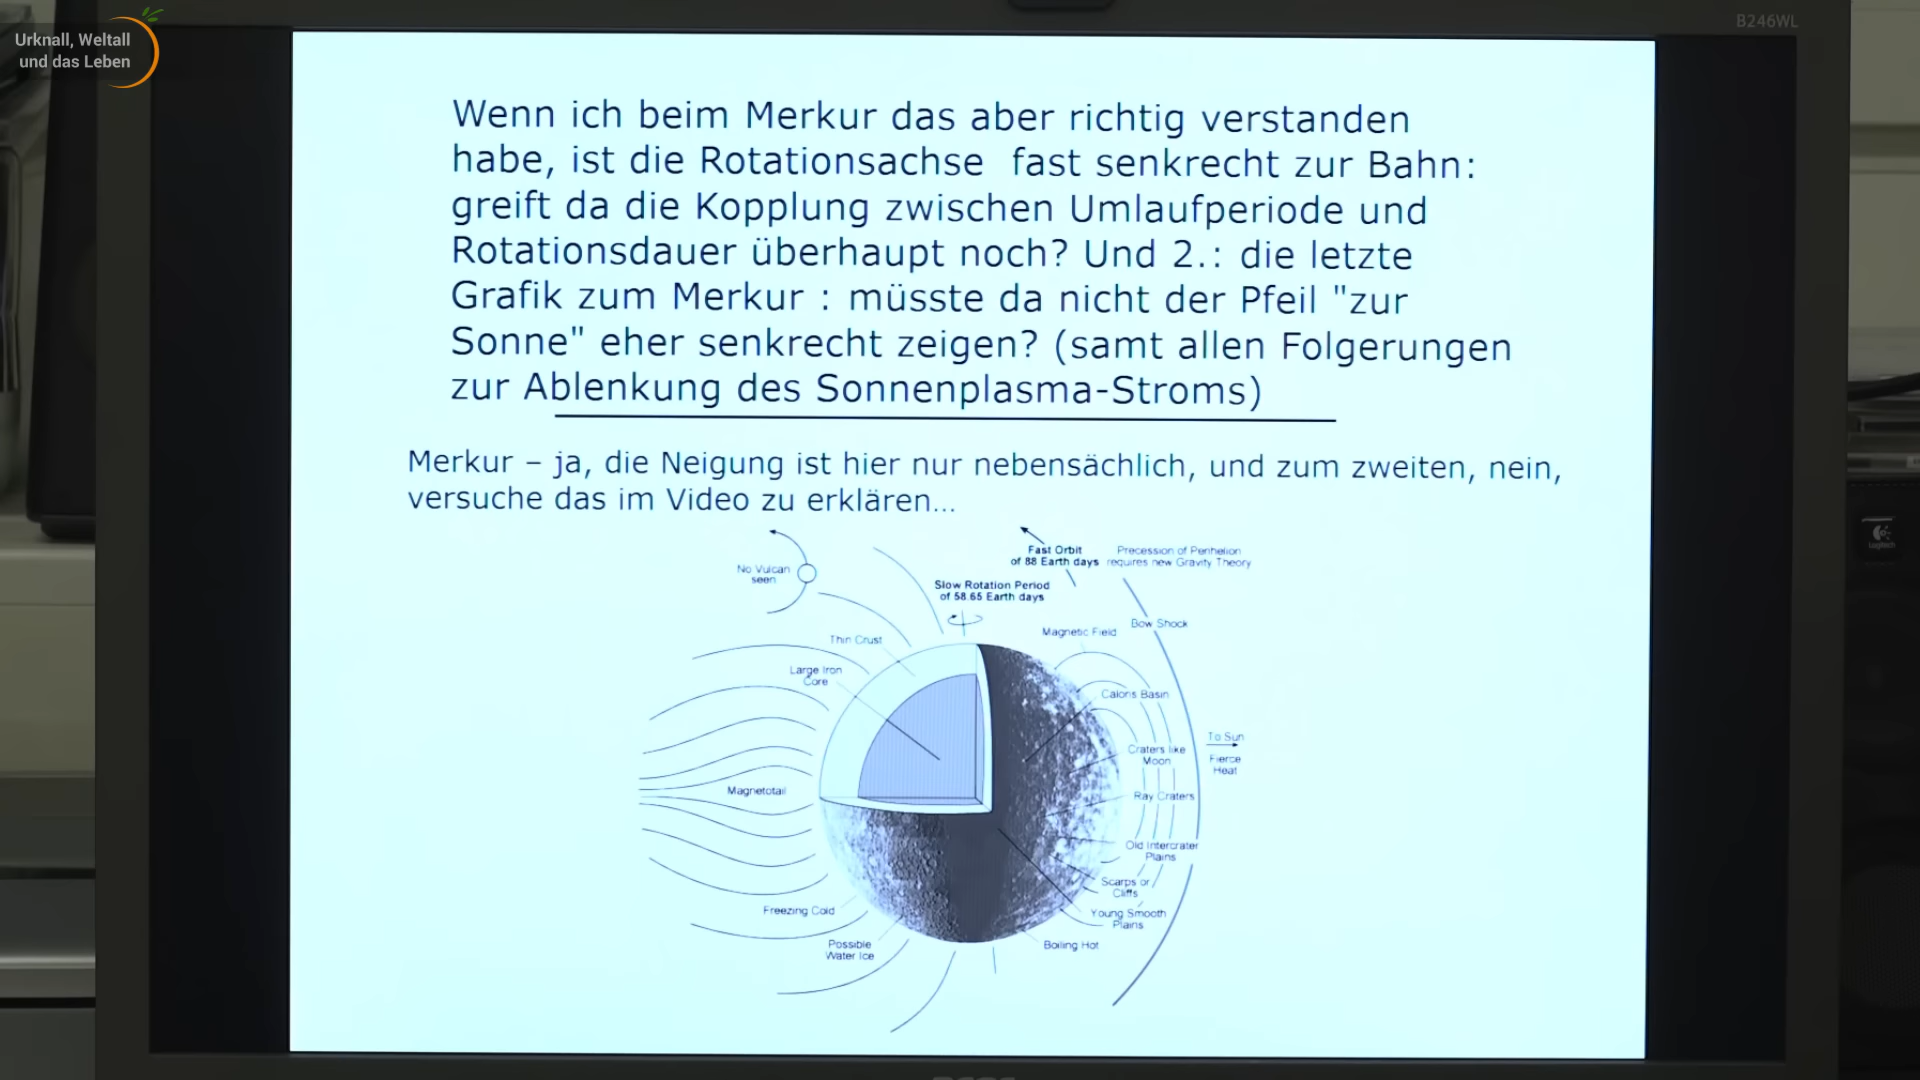 Urknall, Weltall
und das Leben
B246WL
Wenn ich beim Merkur das aber richtig verstanden
habe, ist die Rotationsachse fast senkrecht zur Bahn:
greift da die Kopplung zwischen Umlaufperiode und
Rotationsdauer überhaupt noch? Und 2.: die letzte
Grafik zum Merkur : müsste da nicht der Pfeil "zur
Sonne" eher senkrecht zeigen? (samt allen Folgerungen
zur Ablenkung des Sonnenplasma-Stroms)
Merkur – ja, die Neigung ist hier nur nebensächlich, und zum zweiten, nein,
versuche das im Video zu erklären...
No Vulcan
seen
Fast Orbit
of 88 Earth days
Precession of Perihelion
requires new Gravity Theory
Slow Rotation Period
of 58.65 Earth days
Bow Shock
Magnetic Field
Thin Crust
Large Iron
Core
Caloris Basin
To Sun
Fierce
Heat
Craters like
Moon
Magnetotail
Ray Craters
Old Intercrater
Plains
Scarps or
Cliffs
Young Smooth
Plains
Freezing Cold
Possible
Water Ice
Boiling Hot
Logitech